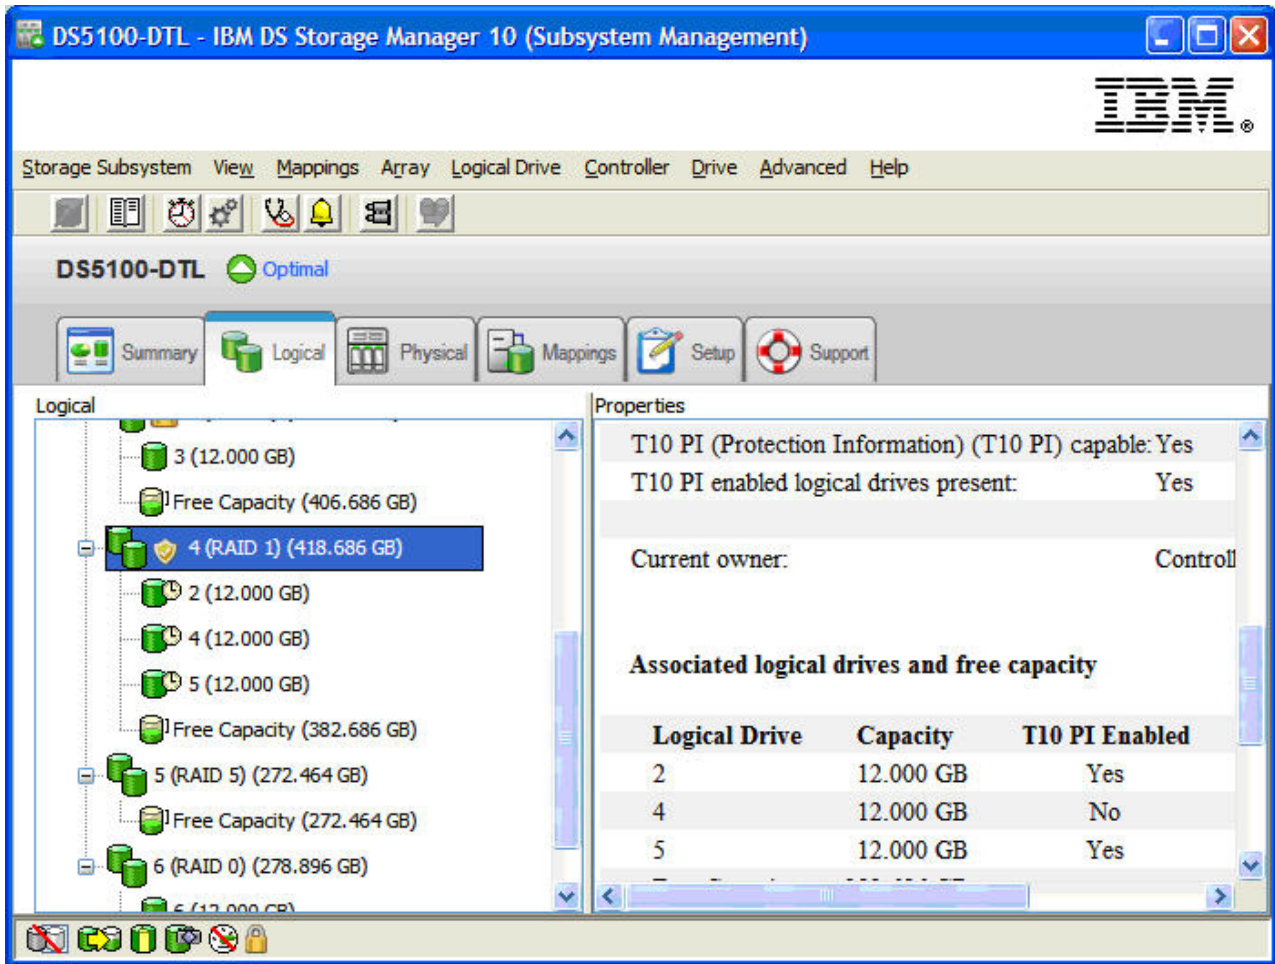 DS5100-DTL - IBM DS Storage Manager 10 (Subsystem Management)
IBM®
Storage Subsystem View Mappings Array Logical Drive Controller Drive Advanced Help
DS5100-DTL Optimal
Summary Logical Physical Mappings Setup Support
Logical
3 (12.000 GB)
Free Capacity (406.686 GB)
4 (RAID 1) (418.686 GB)
2 (12.000 GB)
4 (12.000 GB)
5 (12.000 GB)
Free Capacity (382.686 GB)
5 (RAID 5) (272.464 GB)
Free Capacity (272.464 GB)
6 (RAID 0) (278.896 GB)
6 (12.000 GB)
Properties
T10 PI (Protection Information) (T10 PI) capable: Yes
T10 PI enabled logical drives present: Yes
Current owner: Controll
Associated logical drives and free capacity
Logical Drive Capacity T10 PI Enabled
2 12.000 GB Yes
4 12.000 GB No
5 12.000 GB Yes